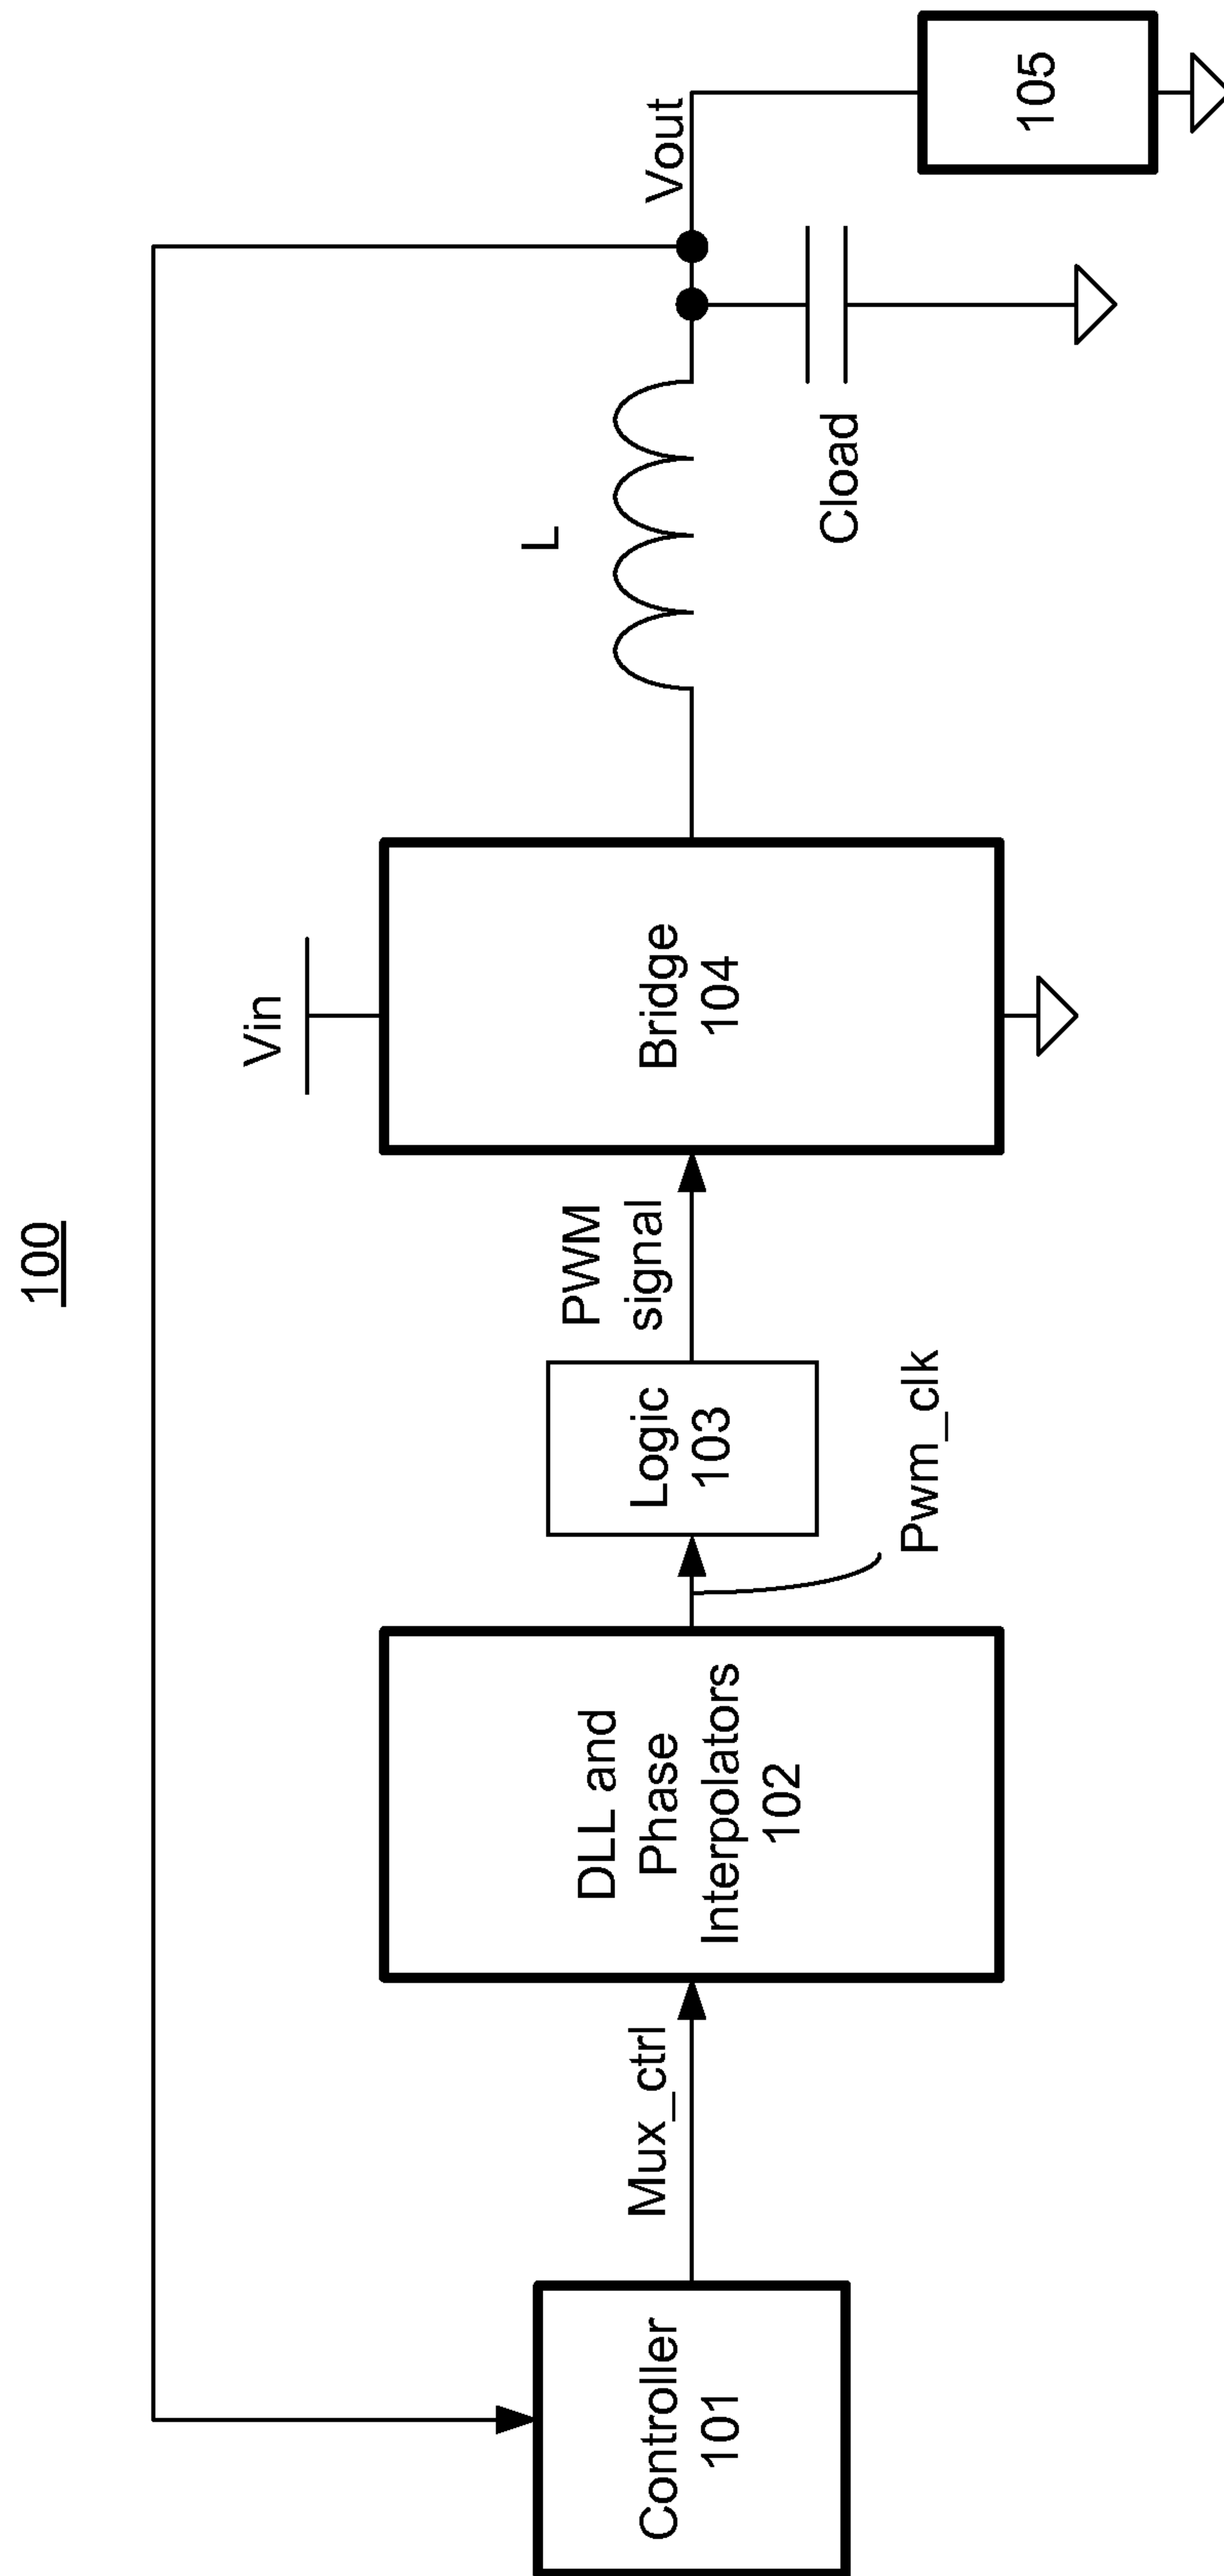 100
Vin
L
Vout
Controller
101
Mux_ctrl
DLL and
Phase
Interpolators
102
Pwm_clk
Logic
103
PWM
signal
Bridge
104
Cload
105